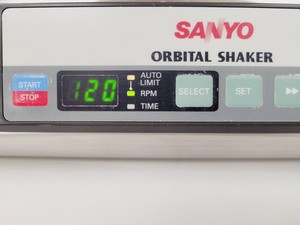 SANYO
ORBITAL SHAKER
START
STOP
120
AUTO
LIMIT
RPM
TIME
SELECT
SET